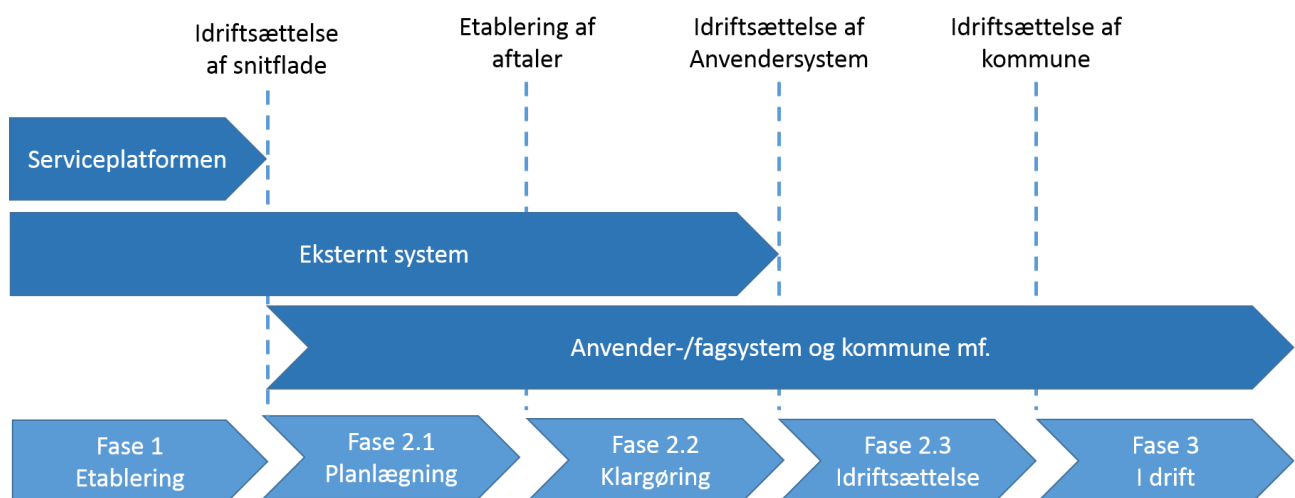 Idriftsættelse
af snitflade
Etablering af
aftaler
Idriftsættelse af
Anvendersystem
Idriftsættelse af
kommune
Serviceplatformen
Eksternt system
Anvender-/fagsystem og kommune mf.
Fase 1
Etablering
Fase 2.1
Planlægning
Fase 2.2
Klargøring
Fase 2.3
Idriftsættelse
Fase 3
I drift